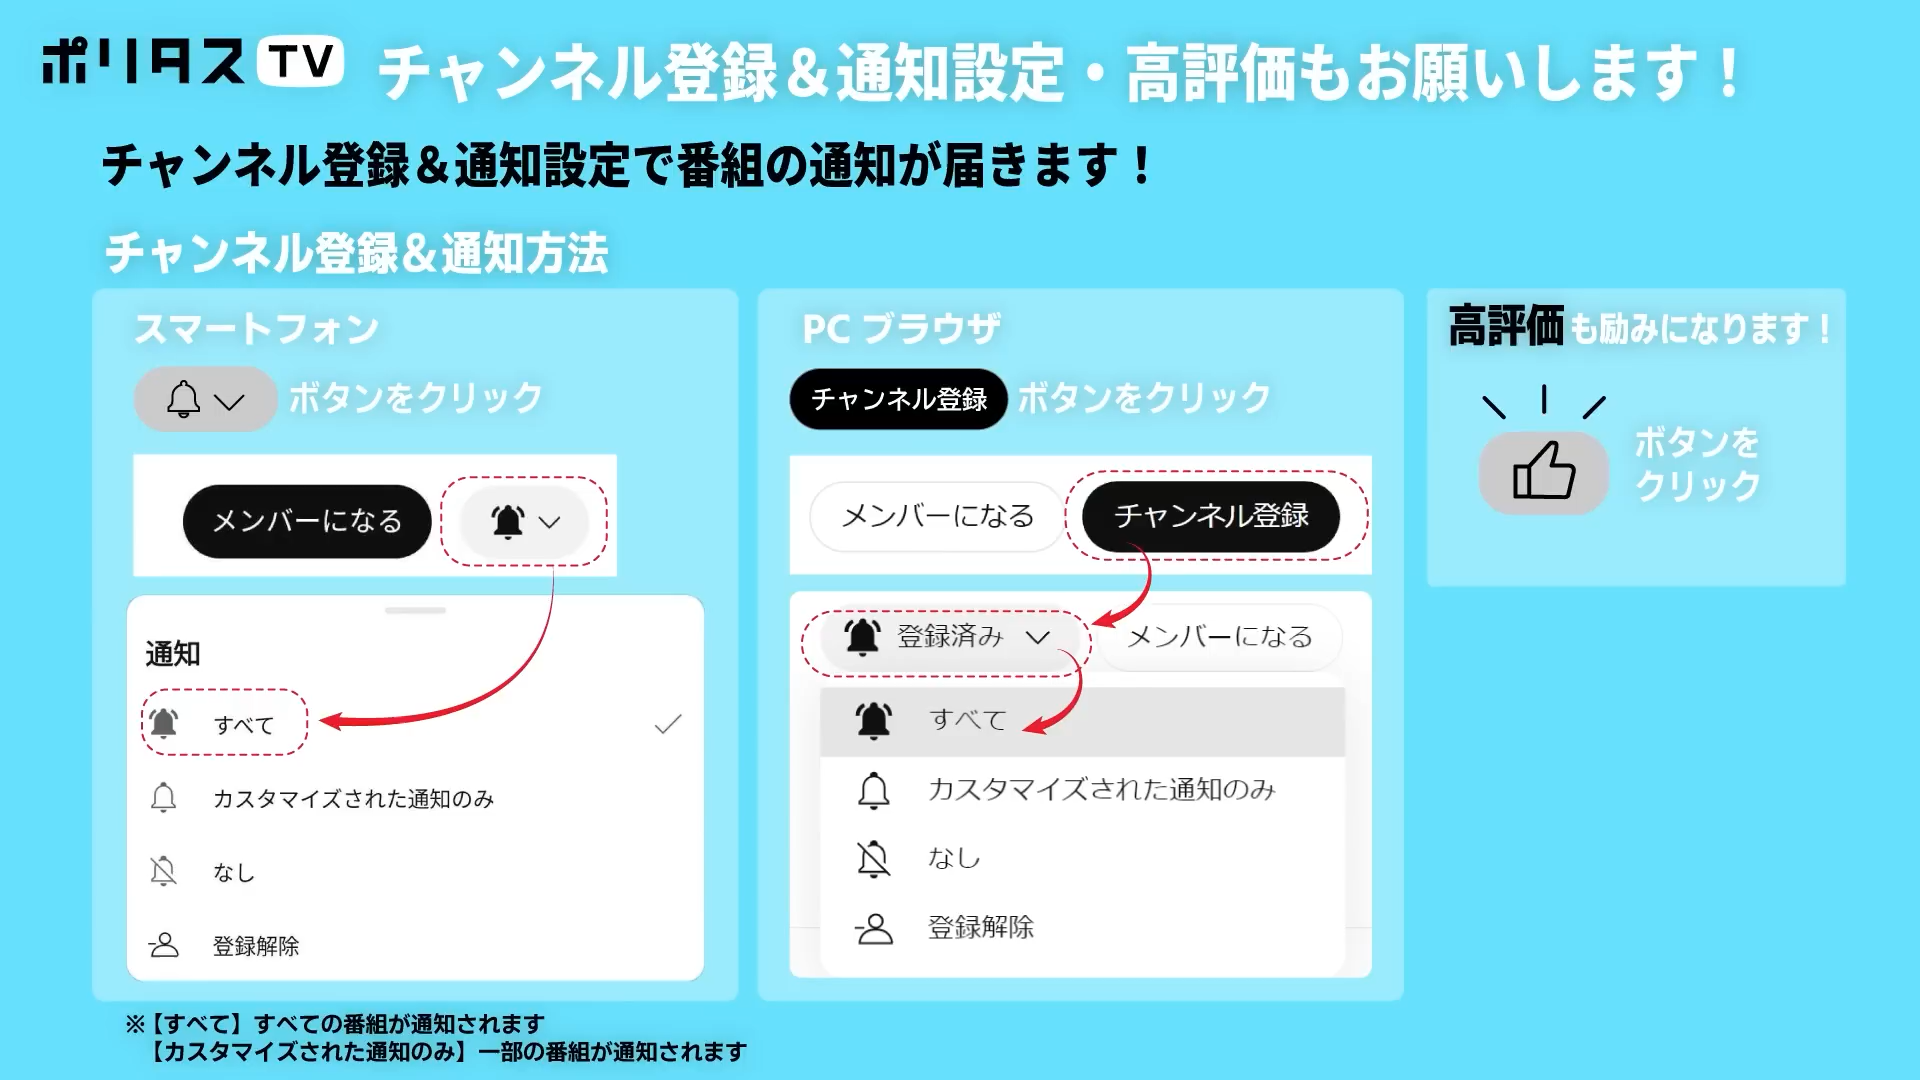 ポリタスTV チャンネル登録＆通知設定・高評価もお願いします！
チャンネル登録＆通知設定で番組の通知が届きます！
チャンネル登録＆通知方法
スマートフォン
ボタンをクリック
メンバーになる
通知
すべて
カスタマイズされた通知のみ
なし
登録解除
PC ブラウザ
チャンネル登録 ボタンをクリック
メンバーになる チャンネル登録
登録済み メンバーになる
すべて
カスタマイズされた通知のみ
なし
登録解除
高評価も励みになります！
ボタンを
クリック
※【すべて】すべての番組が通知されます
【カスタマイズされた通知のみ】一部の番組が通知されます